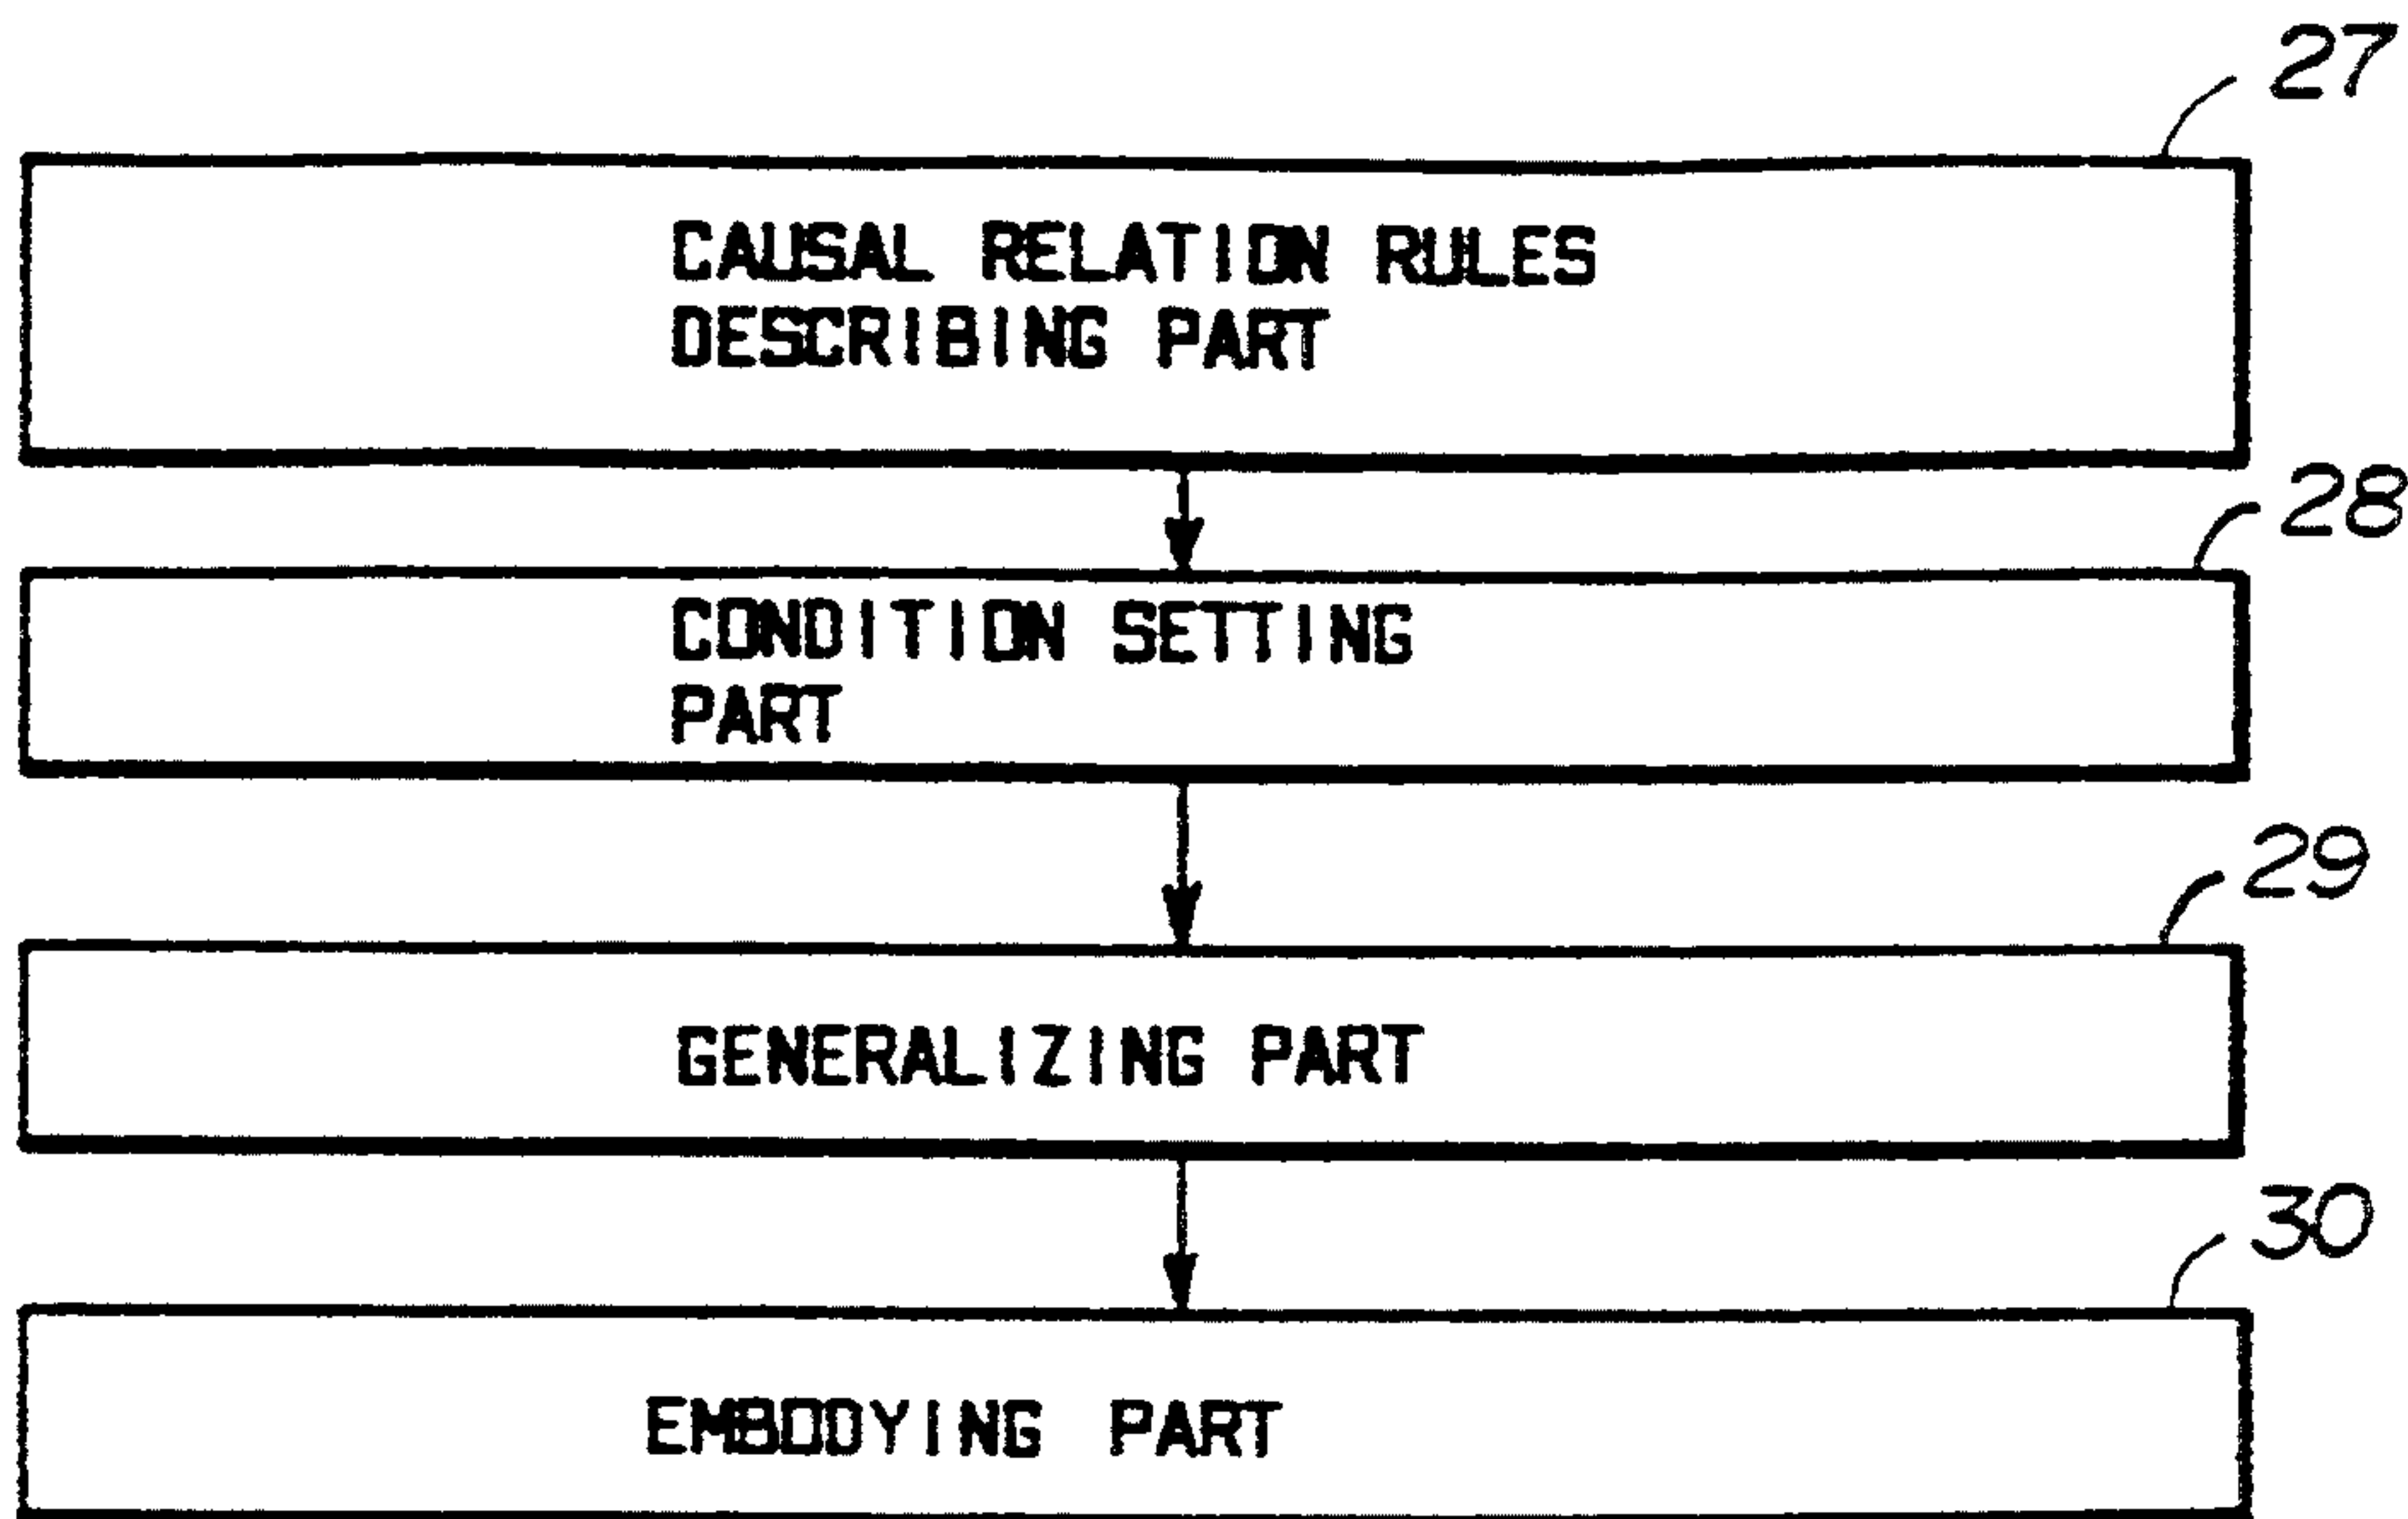 27
CAUSAL RELATION RULES
DESCRIBING PART
28
CONDITION SETTING
PART
29
GENERALIZING PART
30
EMBODYING PART